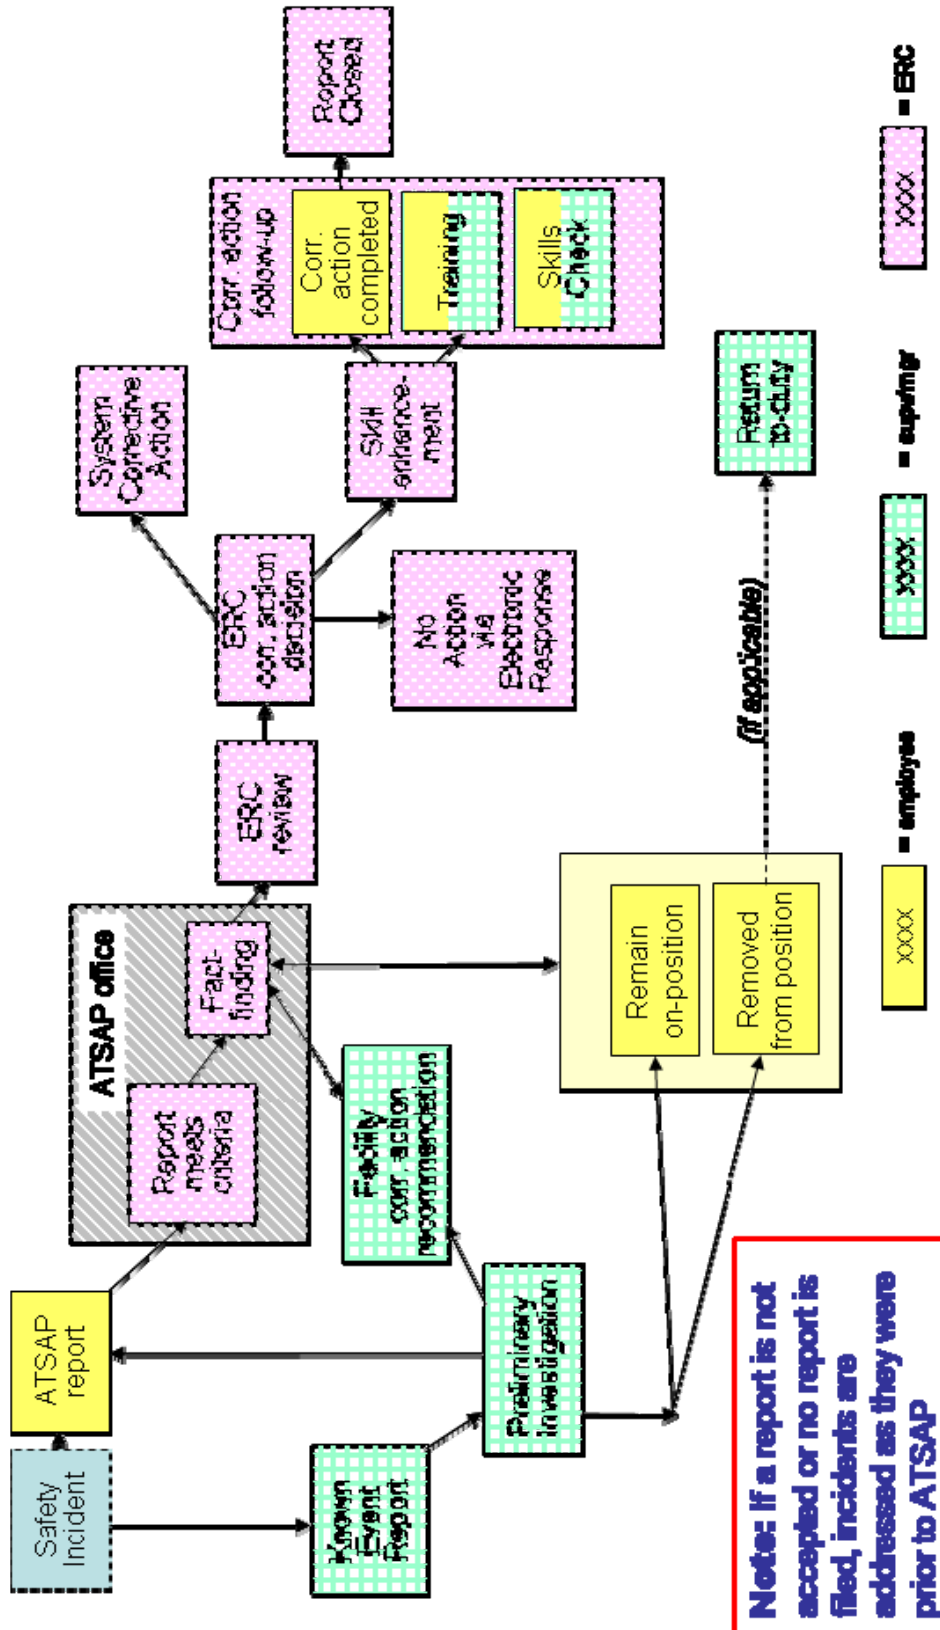 Safety
Incident
ATSAP
report
ATSAP office
Report
meets
criteria
Fact-
finding
ERC
review
ERC
corr. action
decision
System
Corrective
Action
Skill
enhance-
ment
No
Action
via
Electronic
Response
Corr. action
follow-up
Corr.
action
completed
Training
Skills
Check
Report
Closed
Known
Event
Report
Preliminary
investigation
Facility
corr. action
recommendation
Remain
on-position
Removed
from position
(if applicable)
Return
to-duty
Note: If a report is not
accepted or no report is
filed, incidents are
addressed as they were
prior to ATSAP
xxxx = employee
xxxx = supv/mgr
xxxx = ERC